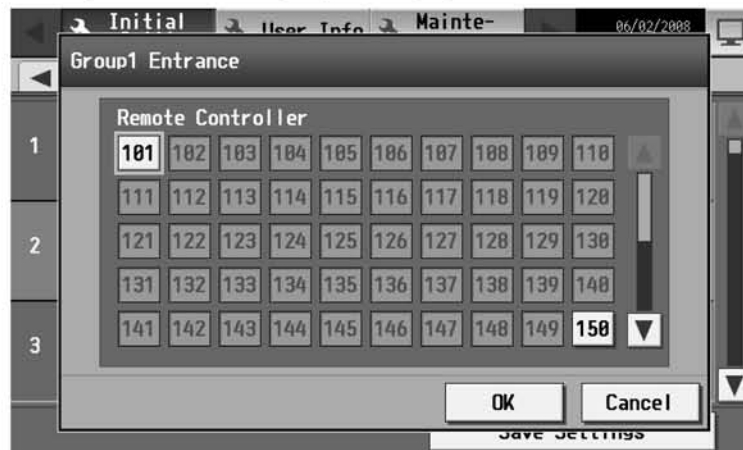 Initial User Info Mainte- 06/02/2008
Group1 Entrance
Remote Controller
1 101 102 103 104 105 106 107 108 109 110
111 112 113 114 115 116 117 118 119 120
2 121 122 123 124 125 126 127 128 129 130
131 132 133 134 135 136 137 138 139 140
3 141 142 143 144 145 146 147 148 149 150
OK Cancel
Save Settings